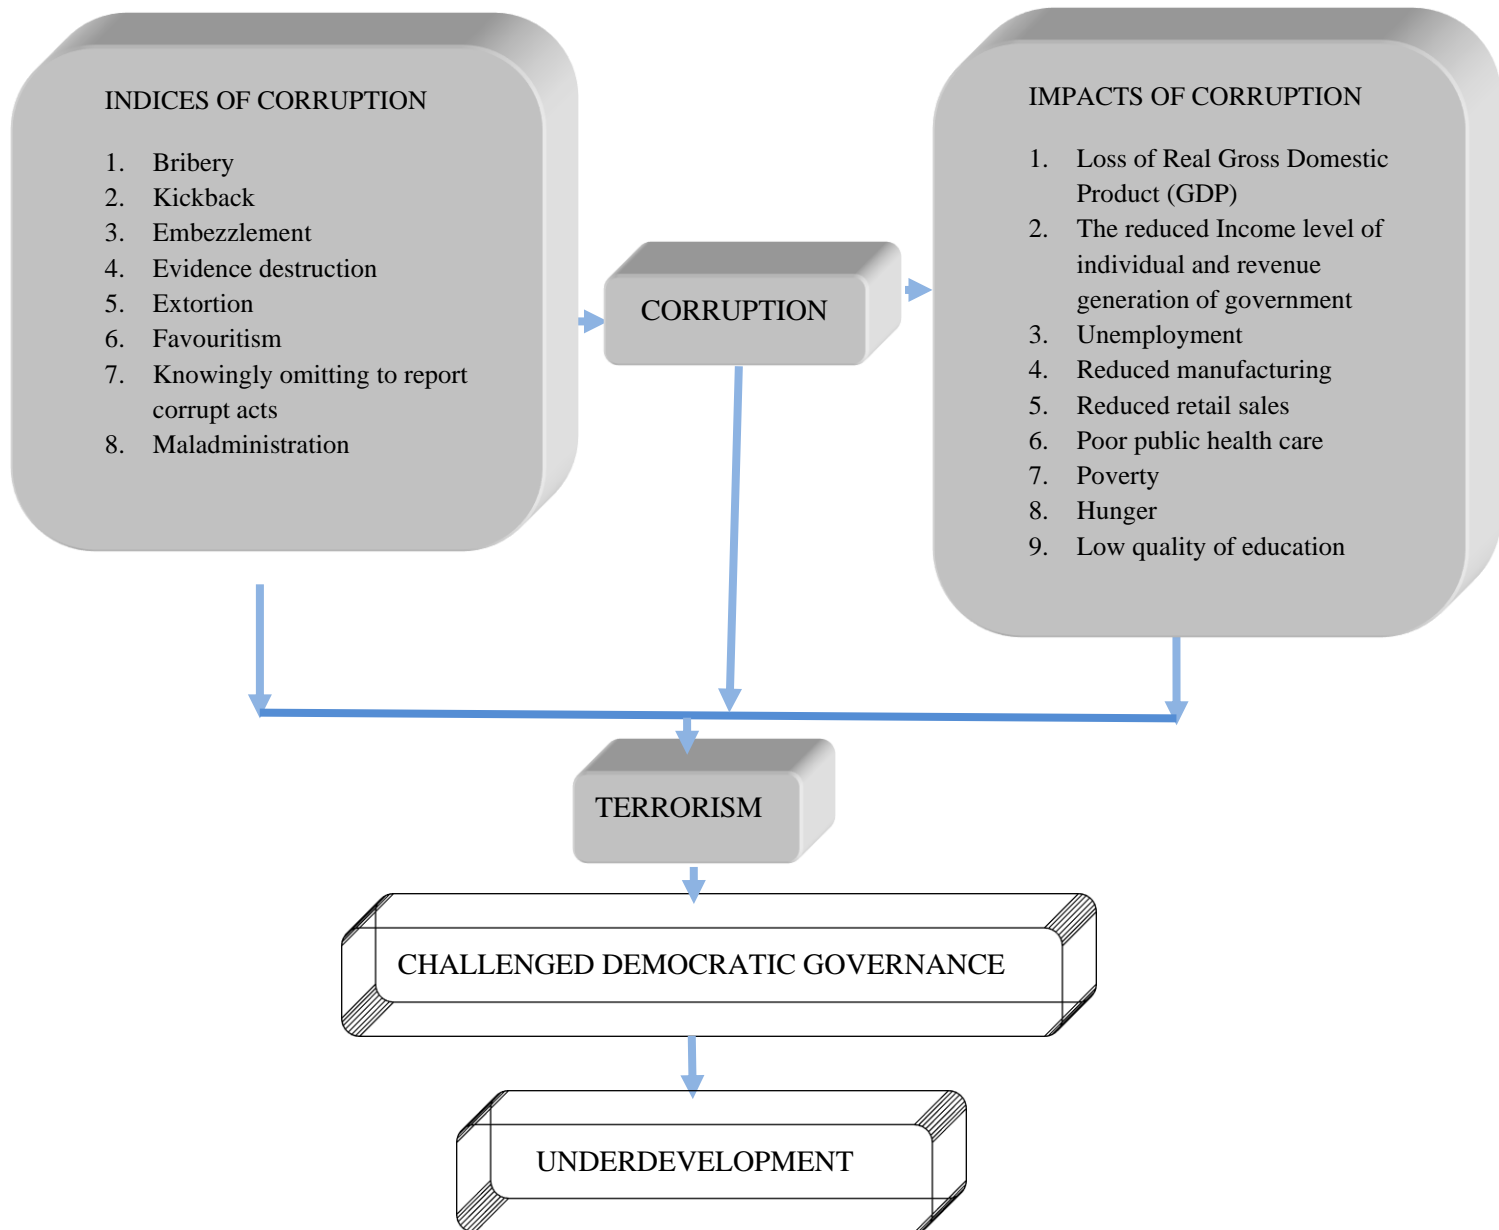 INDICES OF CORRUPTION
1. Bribery
2. Kickback
3. Embezzlement
4. Evidence destruction
5. Extortion
6. Favouritism
7. Knowingly omitting to report
corrupt acts
8. Maladministration
CORRUPTION
IMPACTS OF CORRUPTION
1. Loss of Real Gross Domestic
Product (GDP)
2. The reduced Income level of
individual and revenue
generation of government
3. Unemployment
4. Reduced manufacturing
5. Reduced retail sales
6. Poor public health care
7. Poverty
8. Hunger
9. Low quality of education
TERRORISM
CHALLENGED DEMOCRATIC GOVERNANCE
UNDERDEVELOPMENT